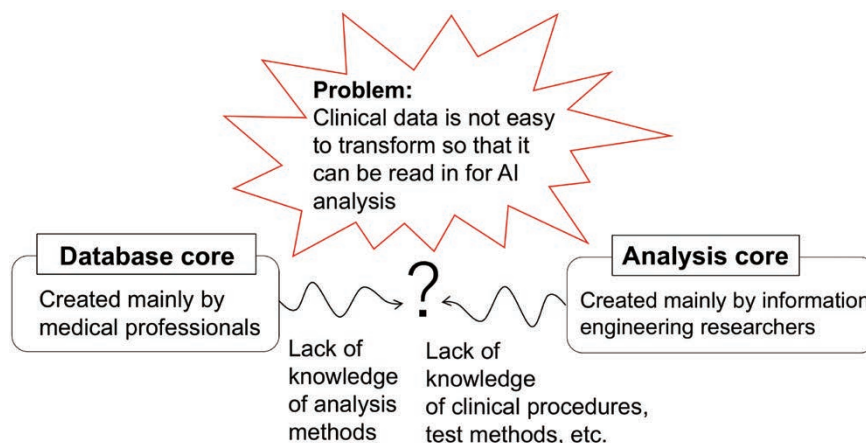 Problem:
Clinical data is not easy
to transform so that it
can be read in for AI
analysis
Database core
Created mainly by
medical professionals
?
Analysis core
Created mainly by information
engineering researchers
Lack of
knowledge
of analysis
methods
Lack of
knowledge
of clinical procedures,
test methods, etc.